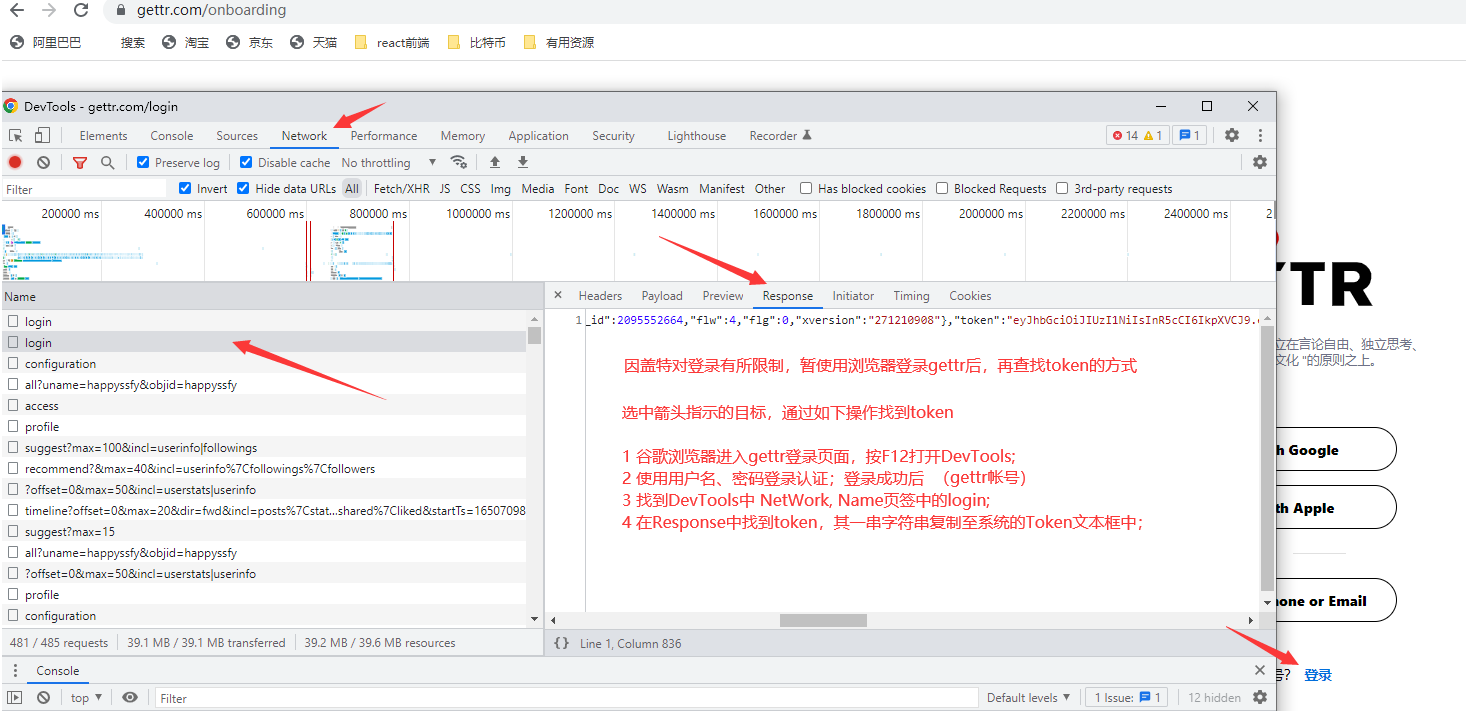 gettr.com/onboarding
阿里巴巴 搜索 淘宝 京东 天猫 react前端 比特币 有用资源
DevTools - gettr.com/login
Elements Console Sources Network Performance Memory Application Security Lighthouse Recorder 14 1 1
Preserve log Disable cache No throttling
Filter Invert Hide data URLs All Fetch/XHR JS CSS Img Media Font Doc WS Wasm Manifest Other Has blocked cookies Blocked Requests 3rd-party requests
200000 ms 400000 ms 600000 ms 800000 ms 1000000 ms 1200000 ms 1400000 ms 1600000 ms 1800000 ms 2000000 ms 2200000 ms 2400000 ms 2
TR
Name
× Headers Payload Preview Response Initiator Timing Cookies
login
login
configuration
all?uname=happyssfy&objid=happyssfy
access
profile
suggest?max=100&incl=userinfo|followings
recommend?&max=40&incl=userinfo%7Cfollowings%7Cfollowers
?offset=0&max=50&incl=userstats|userinfo
timeline?offset=0&max=20&dir=fwd&incl=posts%7Cstat...shared%7Cliked&startTs=16507098
suggest?max=15
all?uname=happyssfy&objid=happyssfy
?offset=0&max=50&incl=userstats|userinfo
profile
configuration
1 _id":2095552664,"flw":4,"flg":0,"xversion":"271210908"},"token":"eyJhbGciOiJIUzI1NiIsInR5cCI6IkpXVCJ9.
因盖特对登录有所限制，暂使用浏览器登录gettr后，再查找token的方式
选中箭头指示的目标，通过如下操作找到token
1 谷歌浏览器进入gettr登录页面，按F12打开DevTools;
2 使用用户名、密码登录认证；登录成功后 （gettr帐号）
3 找到DevTools中 NetWork, Name页签中的login;
4 在Response中找到token，其一串字符串复制至系统的Token文本框中；
立在言论自由、独立思考、
文化 "的原则之上。
h Google
th Apple
hone or Email
号？ 登录
481 / 485 requests 39.1 MB / 39.1 MB transferred 39.2 MB / 39.6 MB resources
{ } Line 1, Column 836
Console
top Filter Default levels 1 Issue: 1 12 hidden